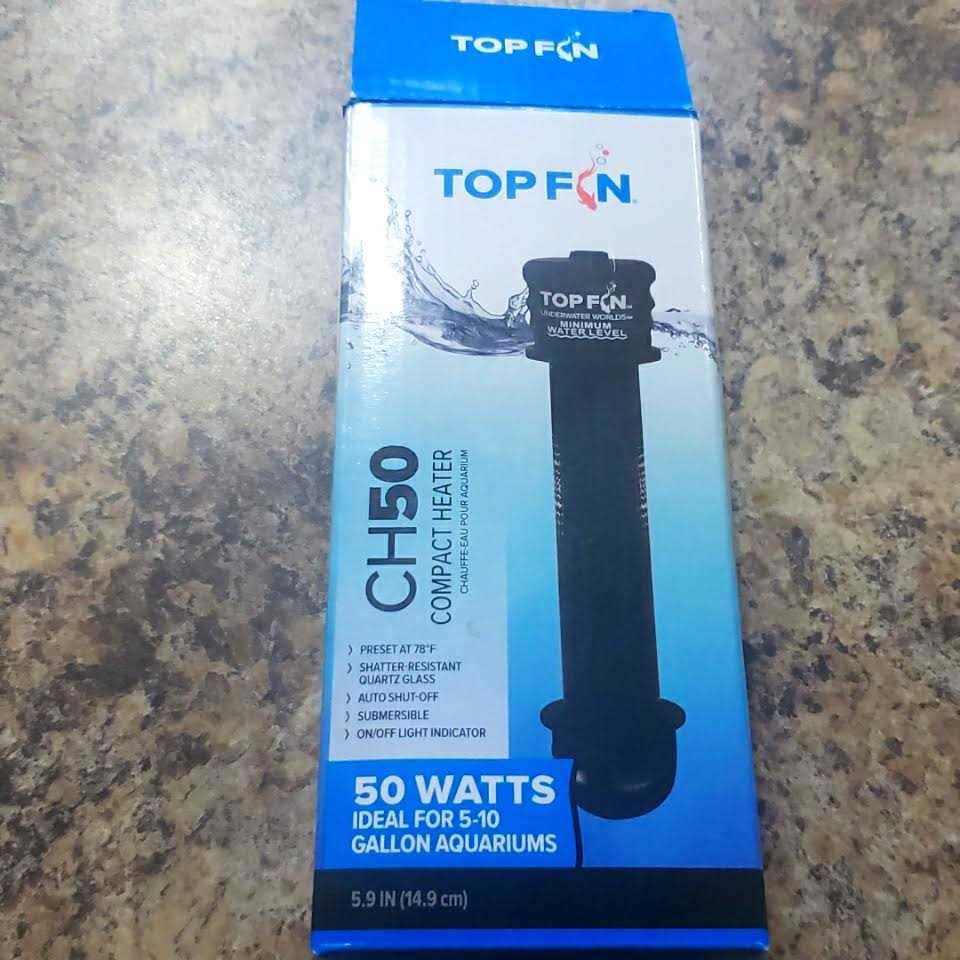 TOP FIN
TOP FIN
TOP FIN
UNDERWATER WORLDS
MINIMUM
WATER LEVEL
CH50
COMPACT HEATER
CHAUFFE-EAU POUR AQUARIUM
> PRESET AT 78°F
> SHATTER-RESISTANT
QUARTZ GLASS
> AUTO SHUT-OFF
> SUBMERSIBLE
> ON/OFF LIGHT INDICATOR
50 WATTS
IDEAL FOR 5-10
GALLON AQUARIUMS
5.9 IN (14.9 cm)